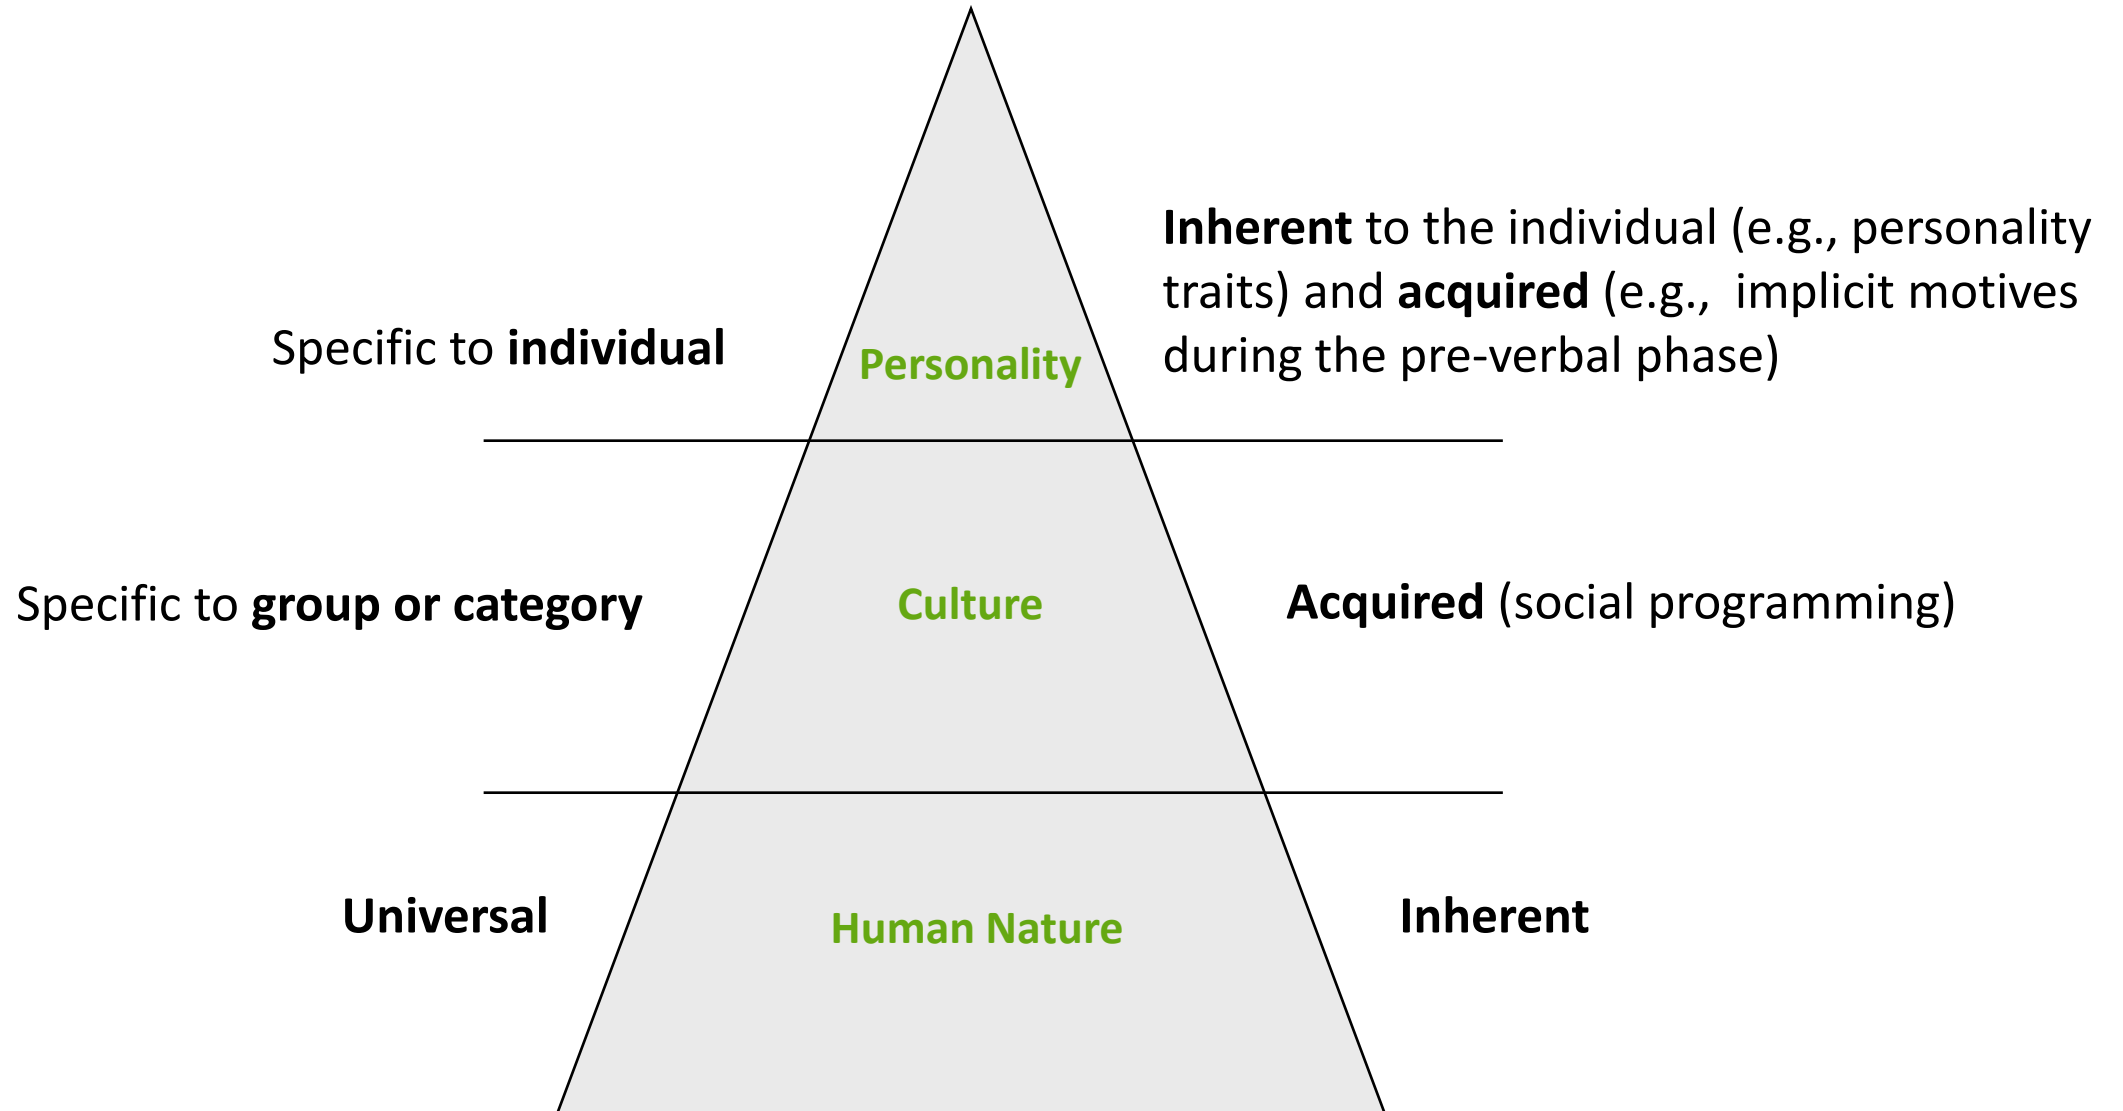 Inherent to the individual (e.g., personality
traits) and acquired (e.g.,  implicit motives
during the pre-verbal phase)
Specific to individual
Personality
Specific to group or category
Culture
Acquired (social programming)
Universal
Human Nature
Inherent